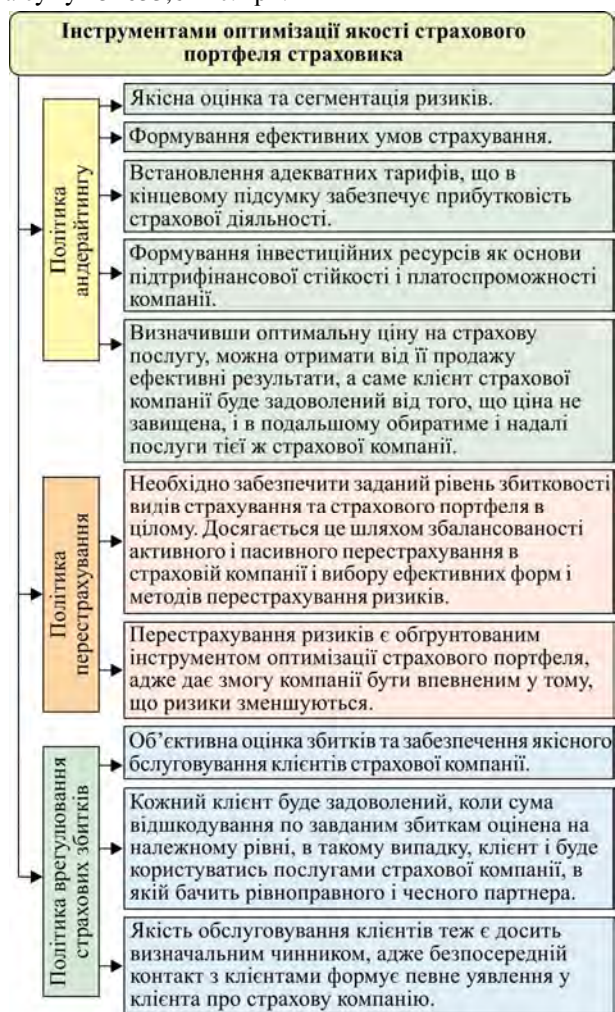 Інструментами оптимізації якості страхового
портфеля страховика
Політика
андерайтингу
Якісна оцінка та сегментація ризиків.
Формування ефективних умов страхування.
Встановлення адекватних тарифів, що в
кінцевому підсумку забезпечує прибутковість
страхової діяльності.
Формування інвестиційних ресурсів як основи
підтрифінансової стійкості і платоспроможності
компанії.
Визначивши оптимальну ціну на страхову
послугу, можна отримати від її продажу
ефективні результати, а саме клієнт страхової
компанії буде задоволений від того, що ціна не
завищена, і в подальшому обиратиме і надалі
послуги тієї ж страхової компанії.
Політика
перестрахування
Необхідно забезпечити заданий рівень збитковості
видів страхування та страхового портфеля в
цілому. Досягається це шляхом збалансованості
активного і пасивного перестрахування в
страховій компанії і вибору ефективних форм і
методів перестрахування ризиків.
Перестрахування ризиків є обґрунтованим
інструментом оптимізації страхового портфеля,
адже дає змогу компанії бути впевненим у тому,
що ризики зменшуються.
Політика врегулювання
страхових збитків
Об’єктивна оцінка збитків та забезпечення якісного
бслуговування клієнтів страхової компанії.
Кожний клієнт буде задоволений, коли сума
відшкодування по завданим збиткам оцінена на
належному рівні, в такому випадку, клієнт і буде
користуватись послугами страхової компанії, в
якій бачить рівноправного і чесного партнера.
Якість обслуговування клієнтів теж є досить
визначальним чинником, адже безпосередній
контакт з клієнтами формує певне уявлення у
клієнта про страхову компанію.